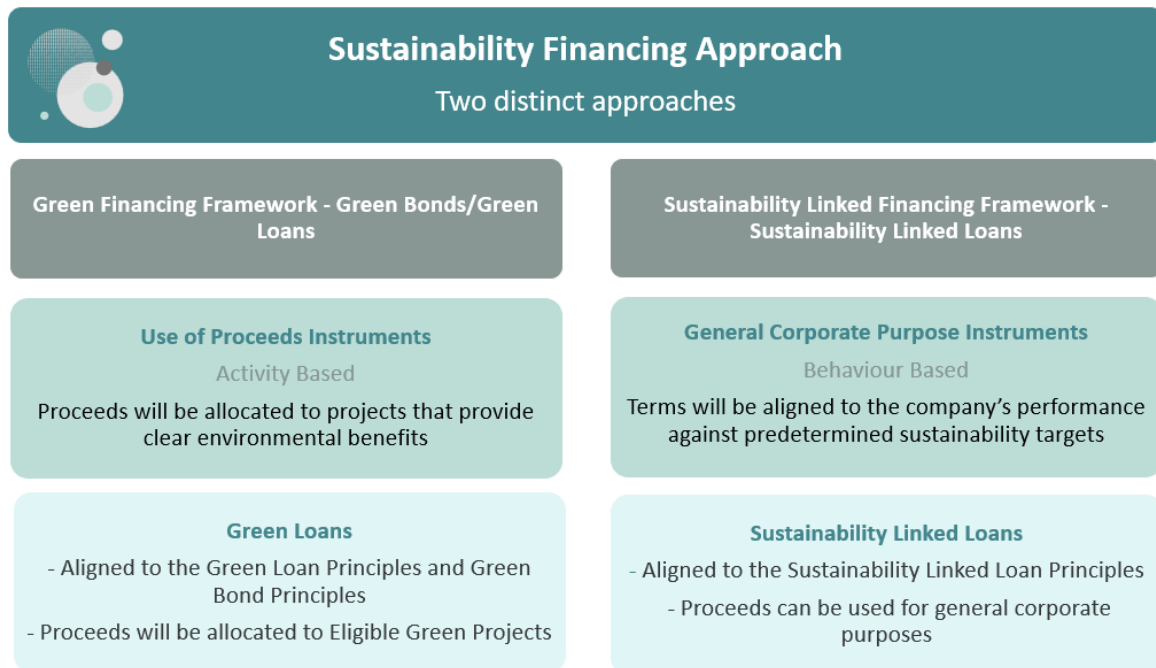 Sustainability Financing Approach
Two distinct approaches
Green Financing Framework - Green Bonds/Green
Loans
Use of Proceeds Instruments
Activity Based
Proceeds will be allocated to projects that provide
clear environmental benefits
Green Loans
- Aligned to the Green Loan Principles and Green
Bond Principles
- Proceeds will be allocated to Eligible Green Projects
Sustainability Linked Financing Framework -
Sustainability Linked Loans
General Corporate Purpose Instruments
Behaviour Based
Terms will be aligned to the company’s performance
against predetermined sustainability targets
Sustainability Linked Loans
- Aligned to the Sustainability Linked Loan Principles
- Proceeds can be used for general corporate
purposes